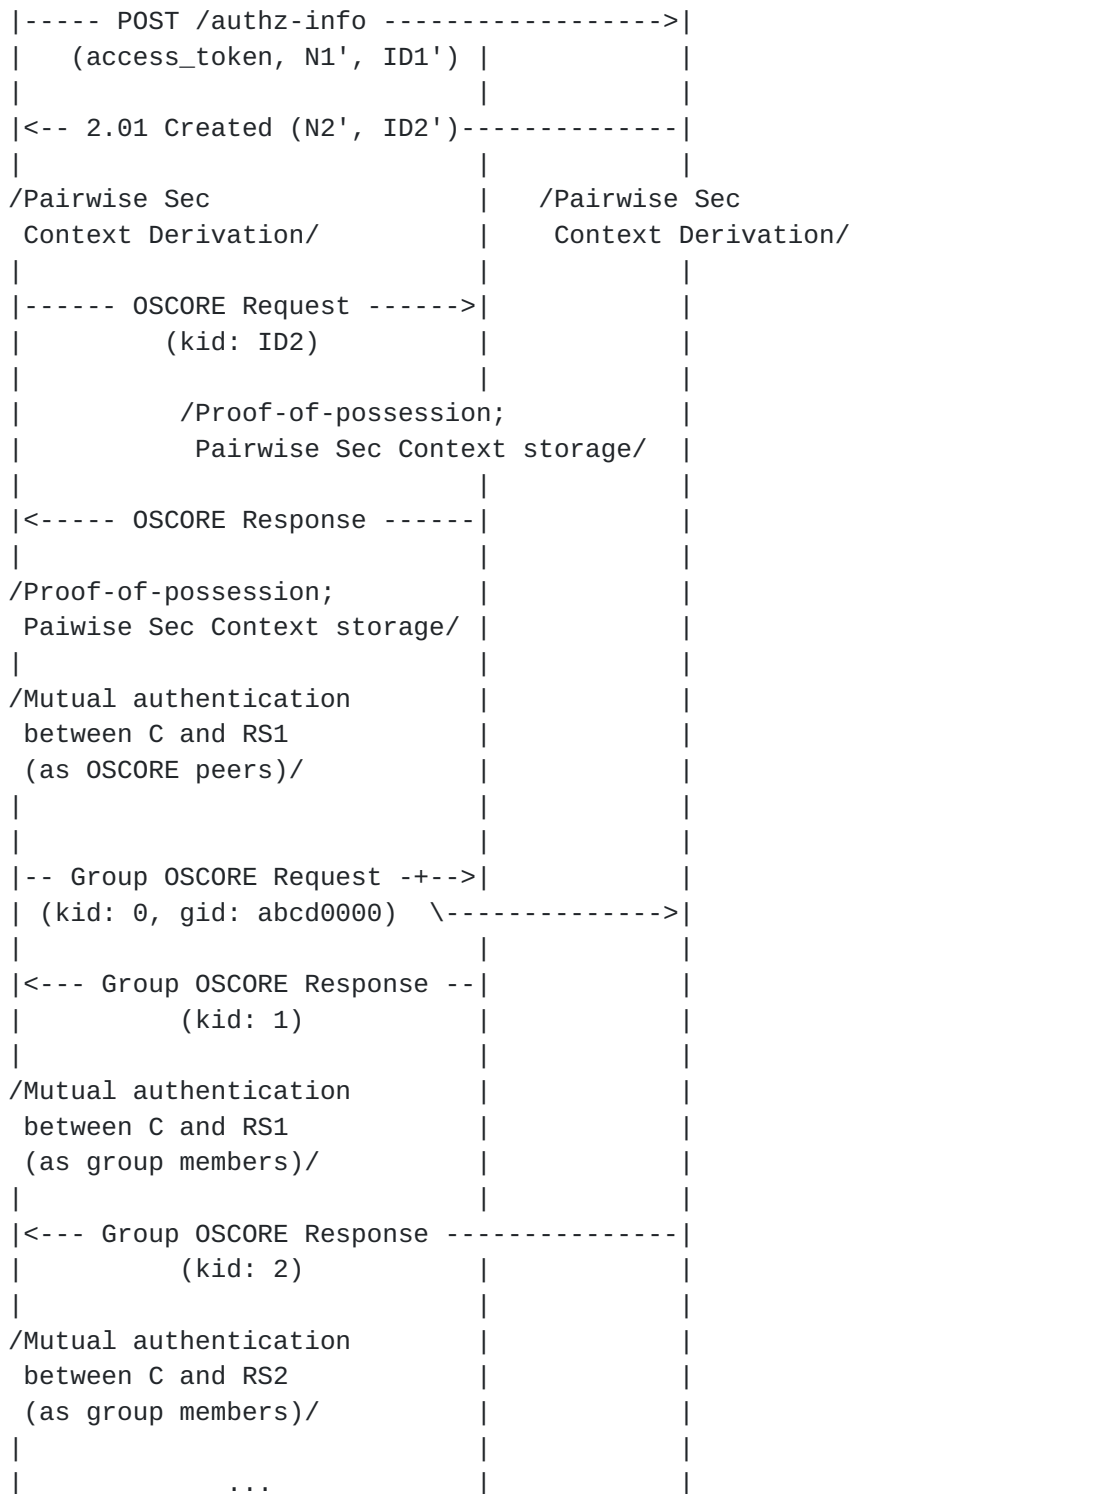 |----- POST /authz-info ------------------>|
|   (access_token, N1', ID1') |            |
|                             |            |
|<-- 2.01 Created (N2', ID2')--------------|
|                             |            |
/Pairwise Sec                 |   /Pairwise Sec
 Context Derivation/          |    Context Derivation/
|                             |            |
|------ OSCORE Request ------>|            |
|         (kid: ID2)          |            |
|                             |            |
|          /Proof-of-possession;           |
|           Pairwise Sec Context storage/  |
|                             |            |
|<----- OSCORE Response ------|            |
|                             |            |
/Proof-of-possession;         |            |
 Paiwise Sec Context storage/ |            |
|                             |            |
/Mutual authentication        |            |
 between C and RS1            |            |
 (as OSCORE peers)/           |            |
|                             |            |
|                             |            |
|-- Group OSCORE Request -+-->|            |
| (kid: 0, gid: abcd0000)  \-------------->|
|                             |            |
|<--- Group OSCORE Response --|            |
|          (kid: 1)           |            |
|                             |            |
/Mutual authentication        |            |
 between C and RS1            |            |
 (as group members)/          |            |
|                             |            |
|<--- Group OSCORE Response ---------------|
|          (kid: 2)           |            |
|                             |            |
/Mutual authentication        |            |
 between C and RS2            |            |
 (as group members)/          |            |
|                             |            |
|             ...             |            |